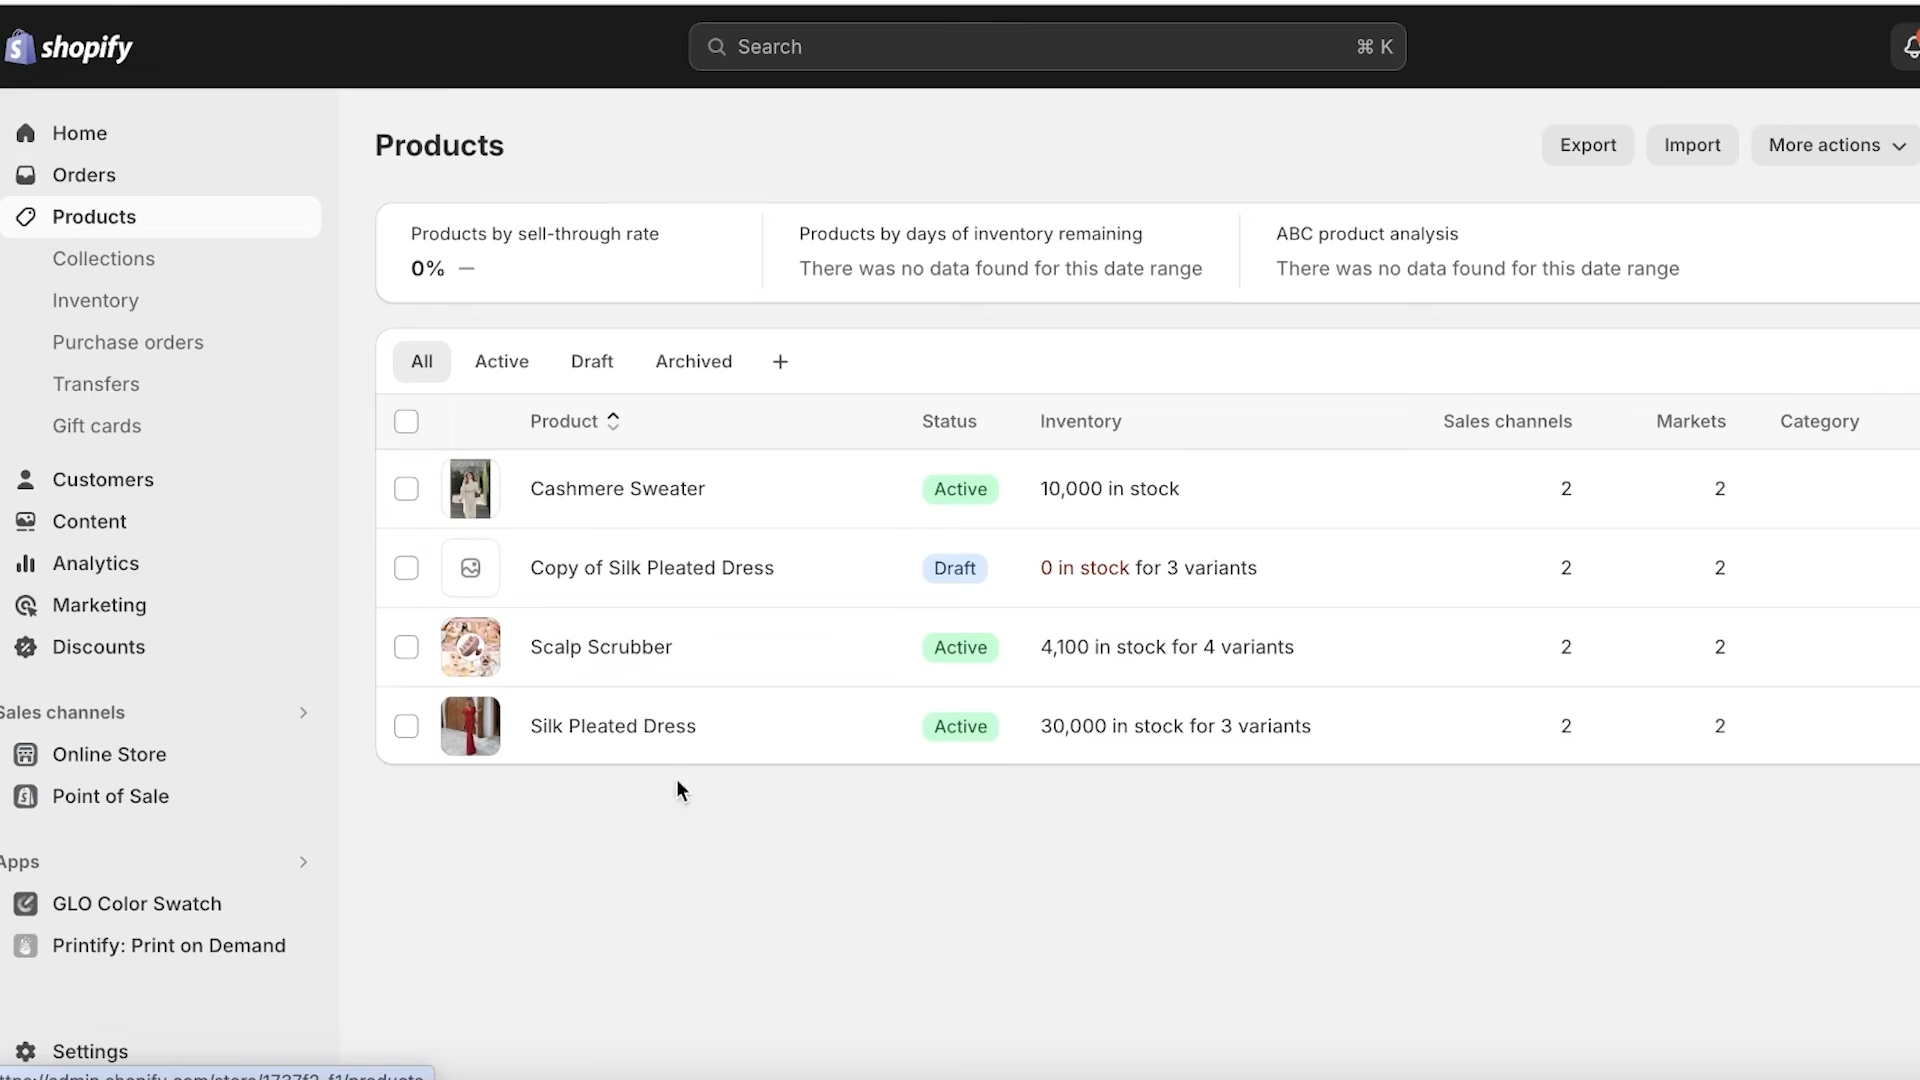 shopify
Search
⌘ K
Home
Orders
Products
Collections
Inventory
Purchase orders
Transfers
Gift cards
Customers
Content
Analytics
Marketing
Discounts
Sales channels
Online Store
Point of Sale
Apps
GLO Color Swatch
Printify: Print on Demand
Settings
Products
Export
Import
More actions
Products by sell-through rate
0% —
Products by days of inventory remaining
There was no data found for this date range
ABC product analysis
There was no data found for this date range
All Active Draft Archived +
Product Status Inventory Sales channels Markets Category
Cashmere Sweater Active 10,000 in stock 2 2
Copy of Silk Pleated Dress Draft 0 in stock for 3 variants 2 2
Scalp Scrubber Active 4,100 in stock for 4 variants 2 2
Silk Pleated Dress Active 30,000 in stock for 3 variants 2 2